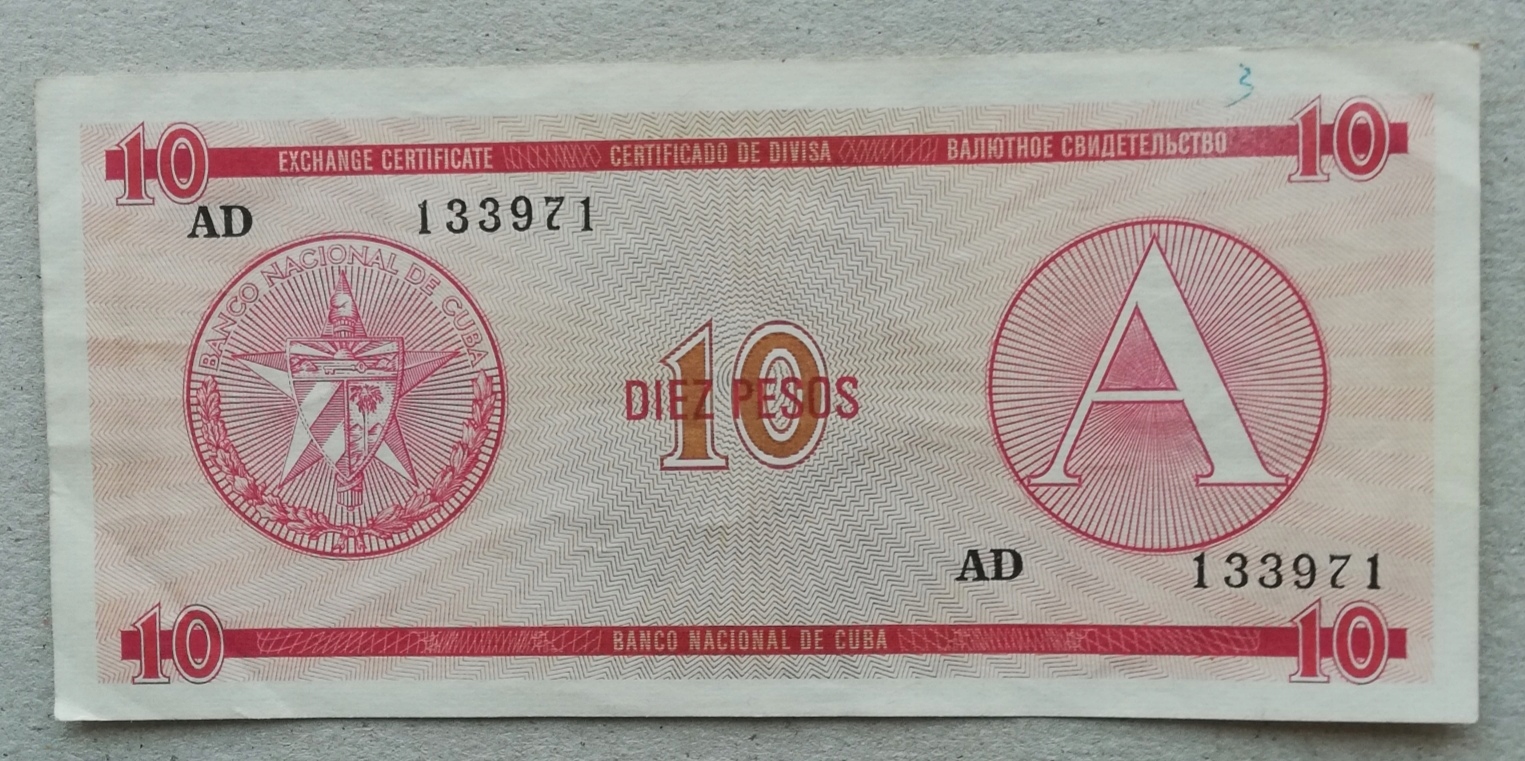 3
10 EXCHANGE CERTIFICATE CERTIFICADO DE DIVISA ВАЛЮТНОЕ СВИДЕТЕЛЬСТВО 10
AD 133971
BANCO NACIONAL DE CUBA
10
DIEZ PESOS
A
AD 133971
10 BANCO NACIONAL DE CUBA 10